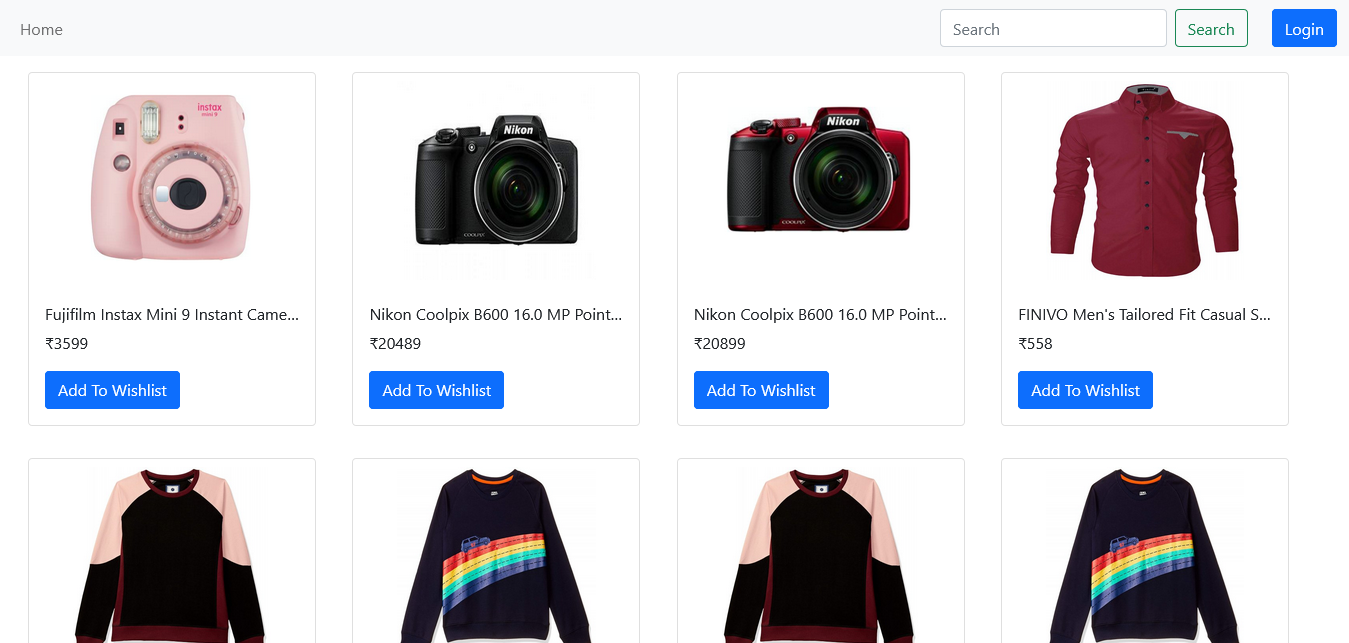 Home
Search
Search
Login
instax
mini 9
Nikon
COOLPIX
Nikon
COOLPIX
Fujifilm Instax Mini 9 Instant Came...
Nikon Coolpix B600 16.0 MP Point...
Nikon Coolpix B600 16.0 MP Point...
FINIVO Men's Tailored Fit Casual S...
₹3599
₹20489
₹20899
₹558
Add To Wishlist
Add To Wishlist
Add To Wishlist
Add To Wishlist